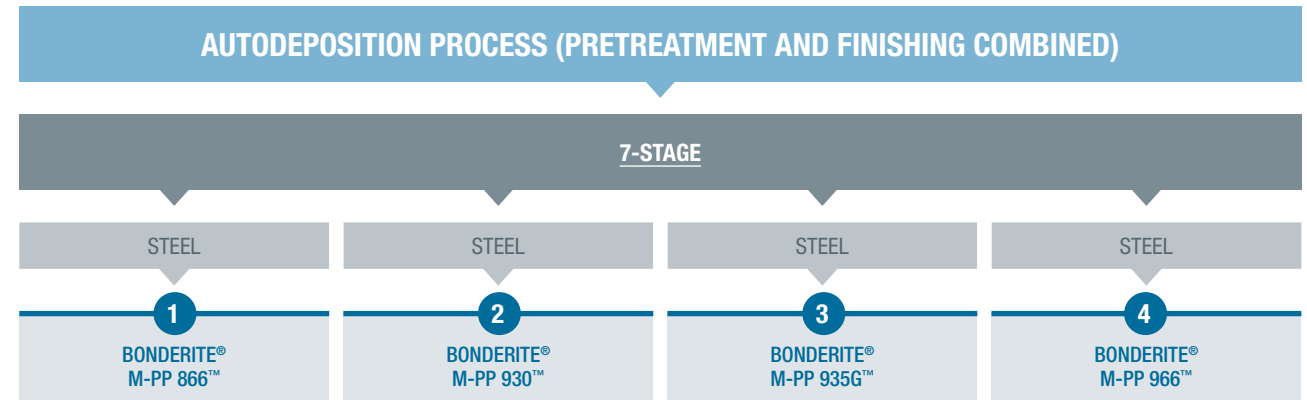 AUTODEPOSITION PROCESS (PRETREATMENT AND FINISHING COMBINED)
7-STAGE
STEEL STEEL STEEL STEEL
1 2 3 4
BONDERITE® BONDERITE® BONDERITE® BONDERITE®
M-PP 866™ M-PP 930™ M-PP 935G™ M-PP 966™